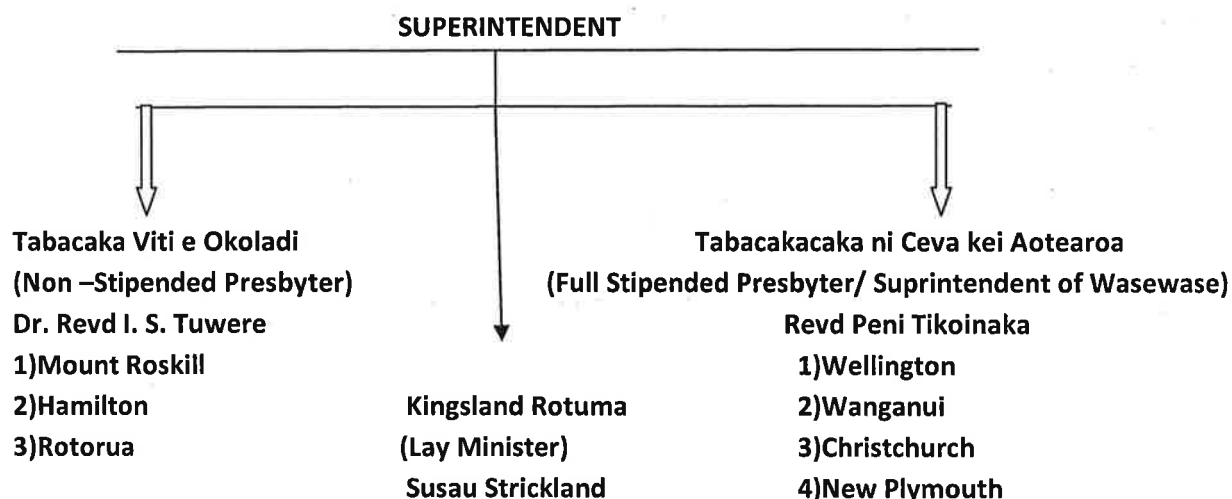 SUPERINTENDENT
Tabacaka Viti e Okoladi
(Non –Stipended Presbyter)
Dr. Revd I. S. Tuwere
1)Mount Roskill
2)Hamilton
3)Rotorua
Kingsland Rotuma
(Lay Minister)
Susau Strickland
Tabacakacaka ni Ceva kei Aotearoa
(Full Stipended Presbyter/ Suprintendent of Wasewase)
Revd Peni Tikoinaka
1)Wellington
2)Wanganui
3)Christchurch
4)New Plymouth